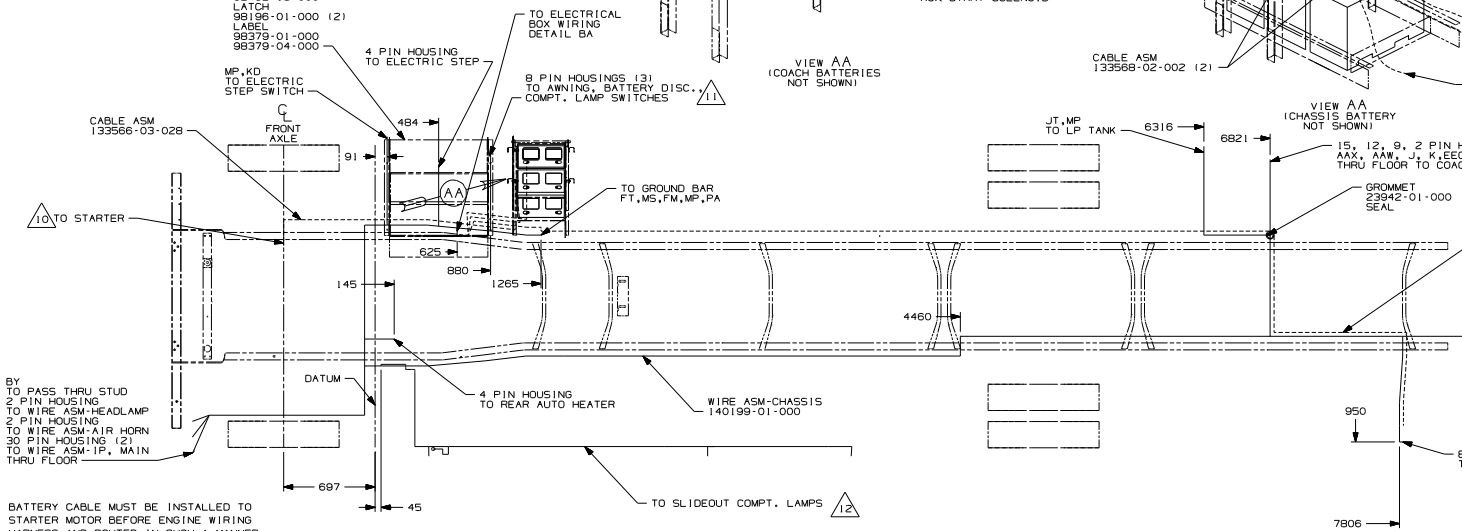 LATCH
98196-01-000 (2)
LABEL
98379-01-000
98379-04-000
MP,KD
TO ELECTRIC
STEP SWITCH
4 PIN HOUSING
TO ELECTRIC STEP
TO ELECTRICAL
BOX WIRING
DETAIL BA
8 PIN HOUSINGS (3)
TO AWNING, BATTERY DISC.,
COMPT. LAMP SWITCHES
11
VIEW AA
(COACH BATTERIES
NOT SHOWN)
CABLE ASM
133568-02-002 (2)
VIEW AA
(CHASSIS BATTERY
NOT SHOWN)
CABLE ASM
133566-03-028
CL
FRONT
AXLE
91
484
AA
JT,MP
TO LP TANK
6316
6821
15, 12, 9, 2 PIN H
AAX, AAW, J, K,EEC
THRU FLOOR TO COAC
GROMMET
23942-01-000
SEAL
10 TO STARTER
TO GROUND BAR
FT,MS,FM,MP,PA
625
880
145
1265
4460
DATUM
4 PIN HOUSING
TO REAR AUTO HEATER
WIRE ASM-CHASSIS
140199-01-000
BY
TO PASS THRU STUD
2 PIN HOUSING
TO WIRE ASM-HEADLAMP
2 PIN HOUSING
TO WIRE ASM-AIR HORN
30 PIN HOUSING (2)
TO WIRE ASM-IP, MAIN
THRU FLOOR
950
8
T
697
45
TO SLIDEOUT COMPT. LAMPS
12
7806
BATTERY CABLE MUST BE INSTALLED TO
STARTER MOTOR BEFORE ENGINE WIRING